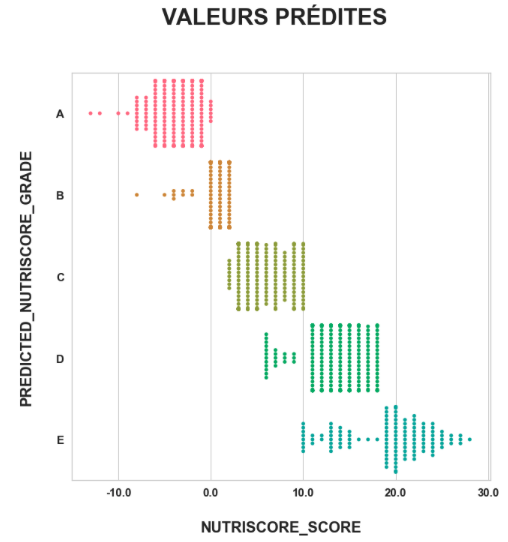 VALEURS PRÉDITES
PREDICTED_NUTRISCORE_GRADE
A
B
C
D
E
-10.0 0.0 10.0 20.0 30.0
NUTRISCORE_SCORE